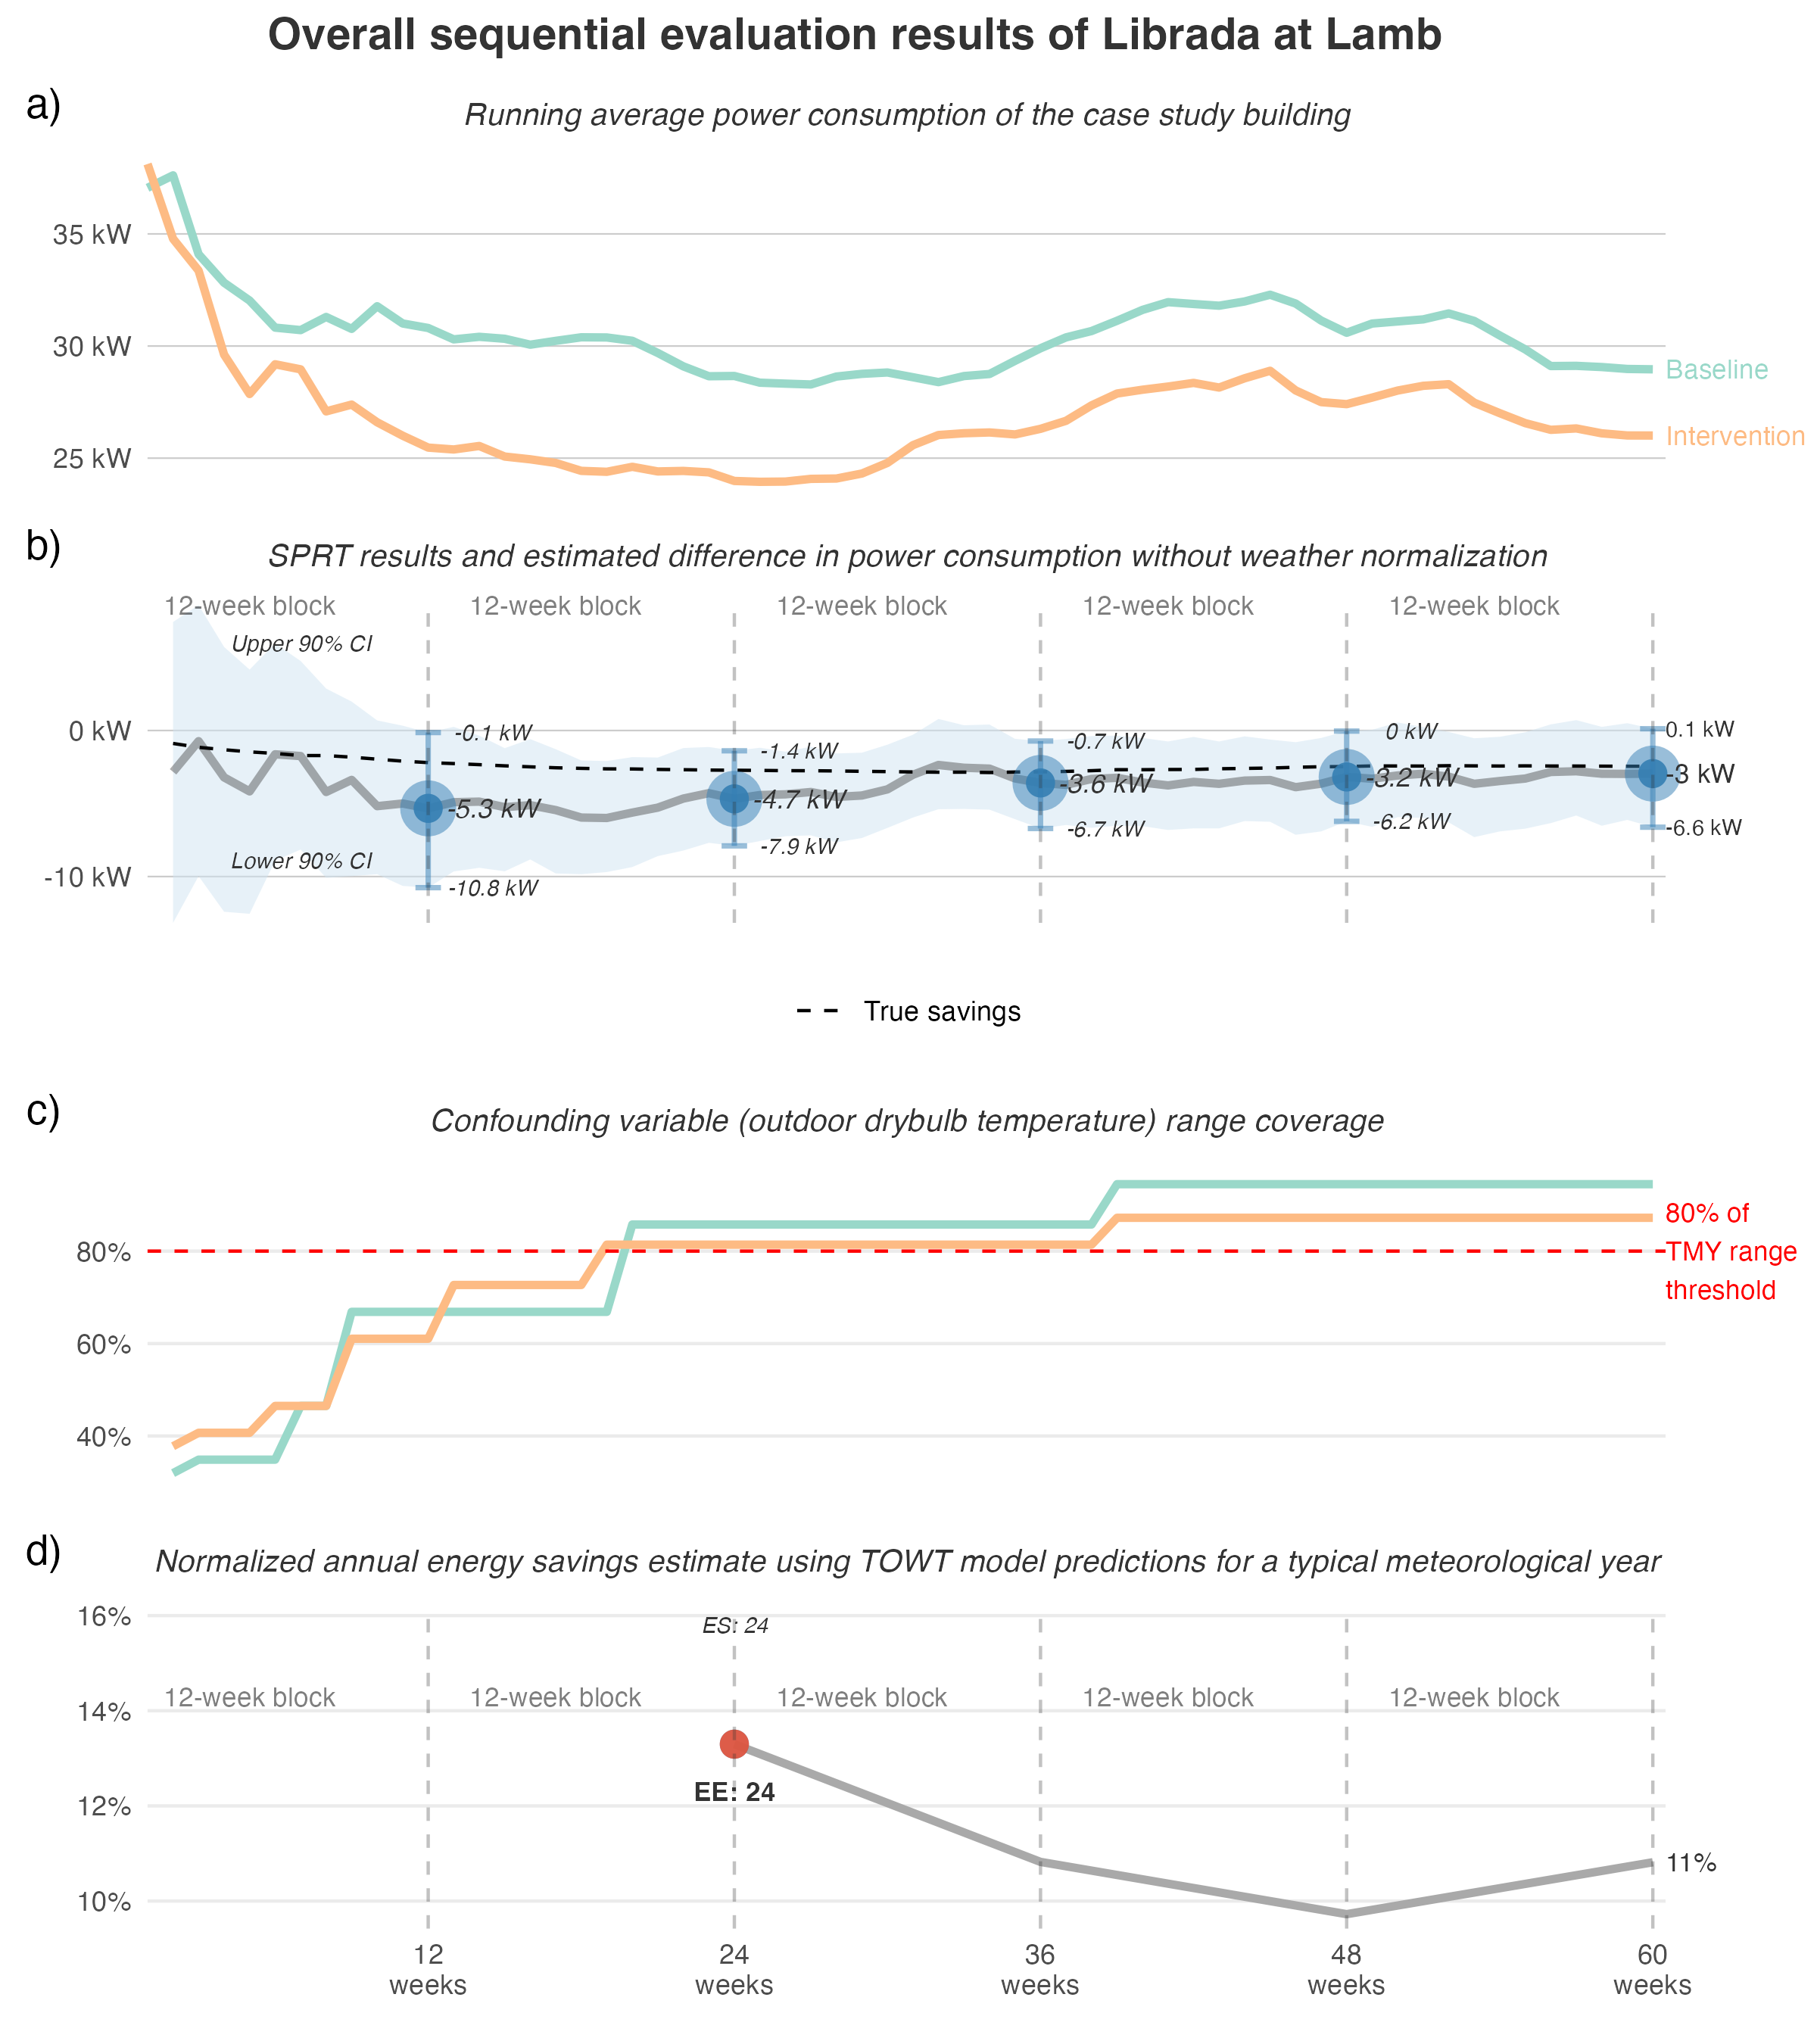 Overall sequential evaluation results of Librada at Lamb
a)
Running average power consumption of the case study building
35 kW
30 kW
25 kW
Baseline
Intervention
b)
SPRT results and estimated difference in power consumption without weather normalization
12-week block 12-week block 12-week block 12-week block 12-week block
Upper 90% CI
0 kW
-0.1 kW
-1.4 kW
-0.7 kW
0 kW
0.1 kW
-5.3 kW
-4.7 kW
-3.6 kW
-3.2 kW
-3 kW
Lower 90% CI
-10 kW
-10.8 kW
-7.9 kW
-6.7 kW
-6.2 kW
-6.6 kW
True savings
c)
Confounding variable (outdoor drybulb temperature) range coverage
80%
60%
40%
80% of
TMY range
threshold
d)
Normalized annual energy savings estimate using TOWT model predictions for a typical meteorological year
16%
ES: 24
12-week block 12-week block 12-week block 12-week block 12-week block
14%
EE: 24
12%
11%
10%
12 24 36 48 60
weeks weeks weeks weeks weeks